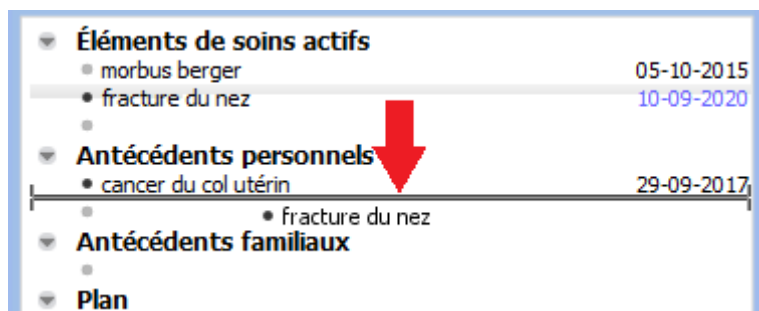 Éléments de soins actifs
morbus berger 05-10-2015
fracture du nez 10-09-2020
Antécédents personnels
cancer du col utérin 29-09-2017
fracture du nez
Antécédents familiaux
Plan